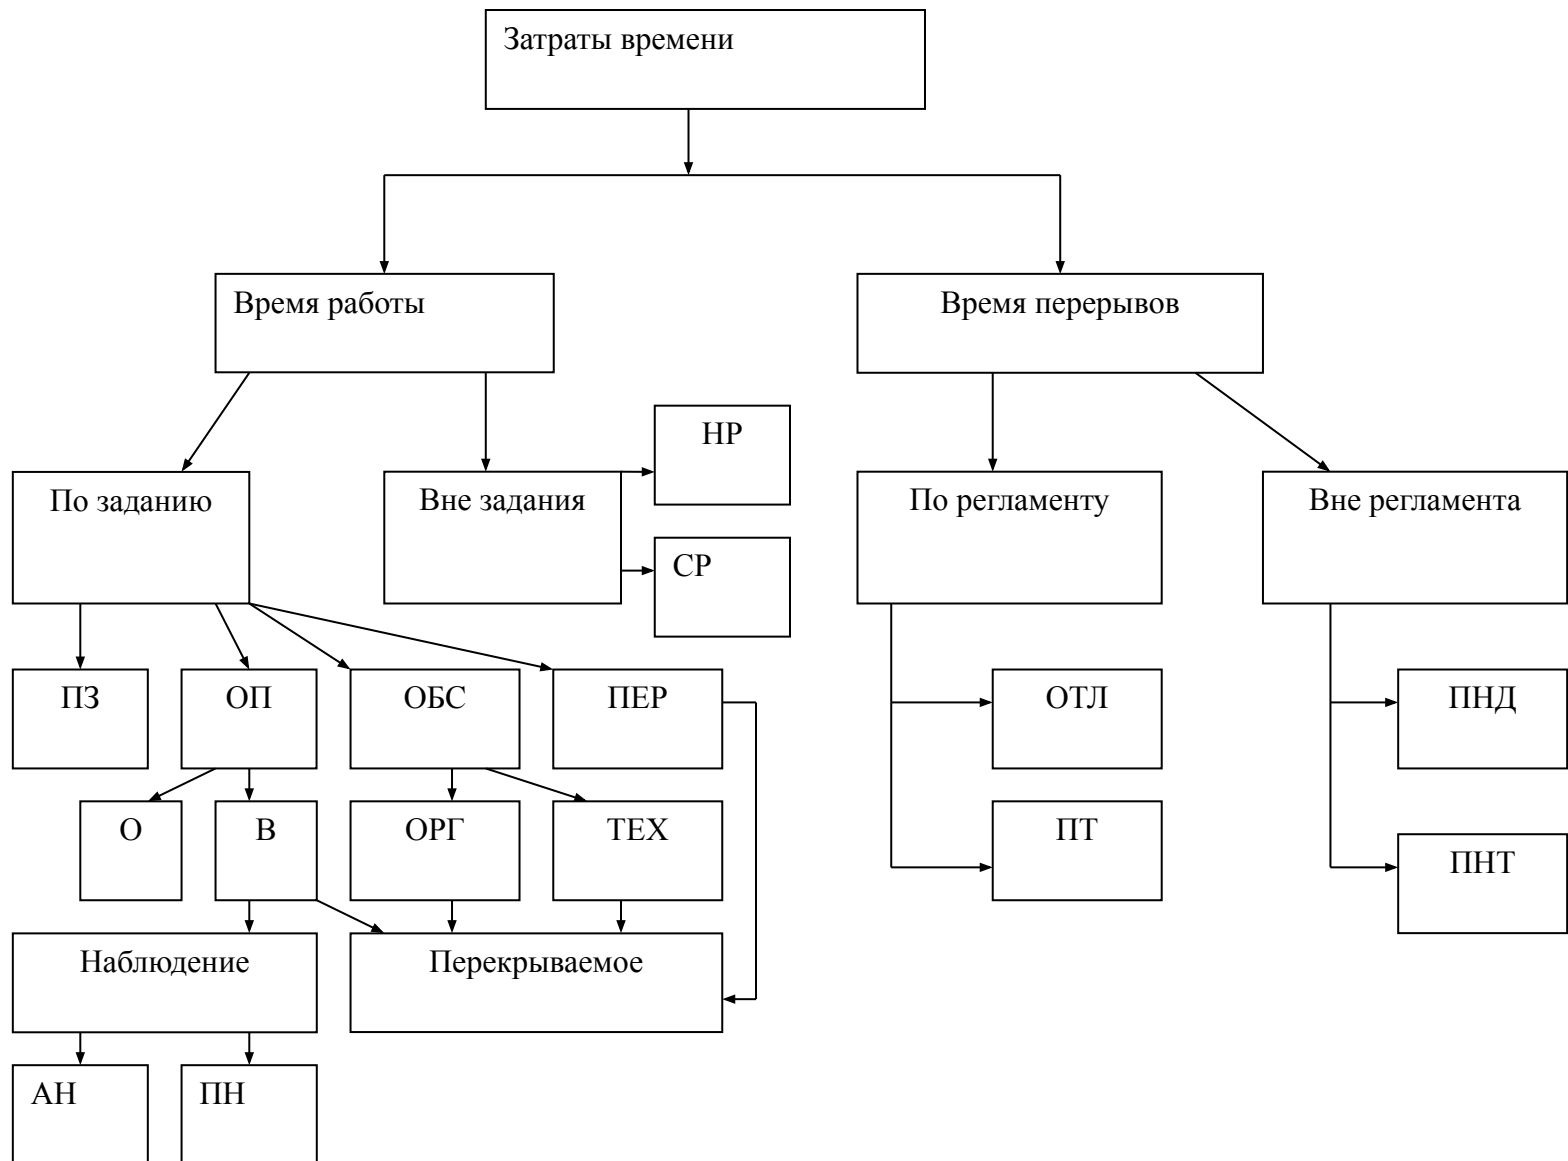 Затраты времени
Время работы
Время перерывов
НР
По заданию
Вне задания
По регламенту
Вне регламента
СР
ПЗ
ОП
ОБС
ПЕР
ОТЛ
ПНД
О
В
ОРГ
ТЕХ
ПТ
ПНТ
Наблюдение
Перекрываемое
АН
ПН